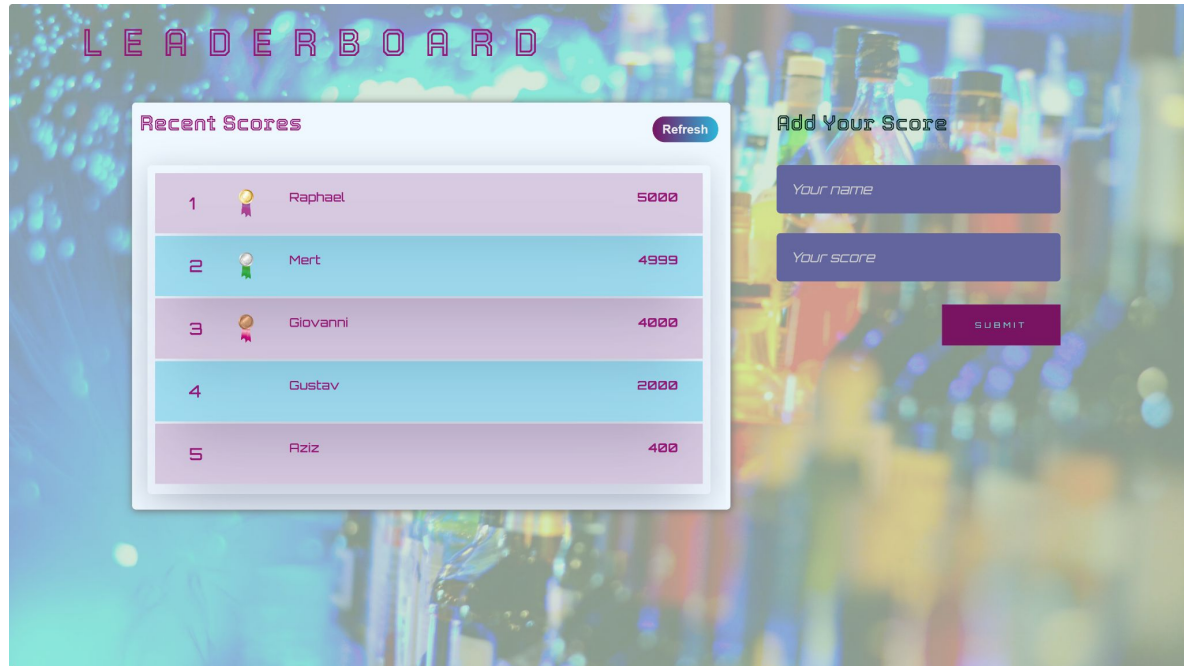 LEADERBOARD
Recent Scores
Refresh
1 Raphael 5000
2 Mert 4999
3 Giovanni 4000
4 Gustav 2000
5 Aziz 400
Add Your Score
Your name
Your score
SUBMIT